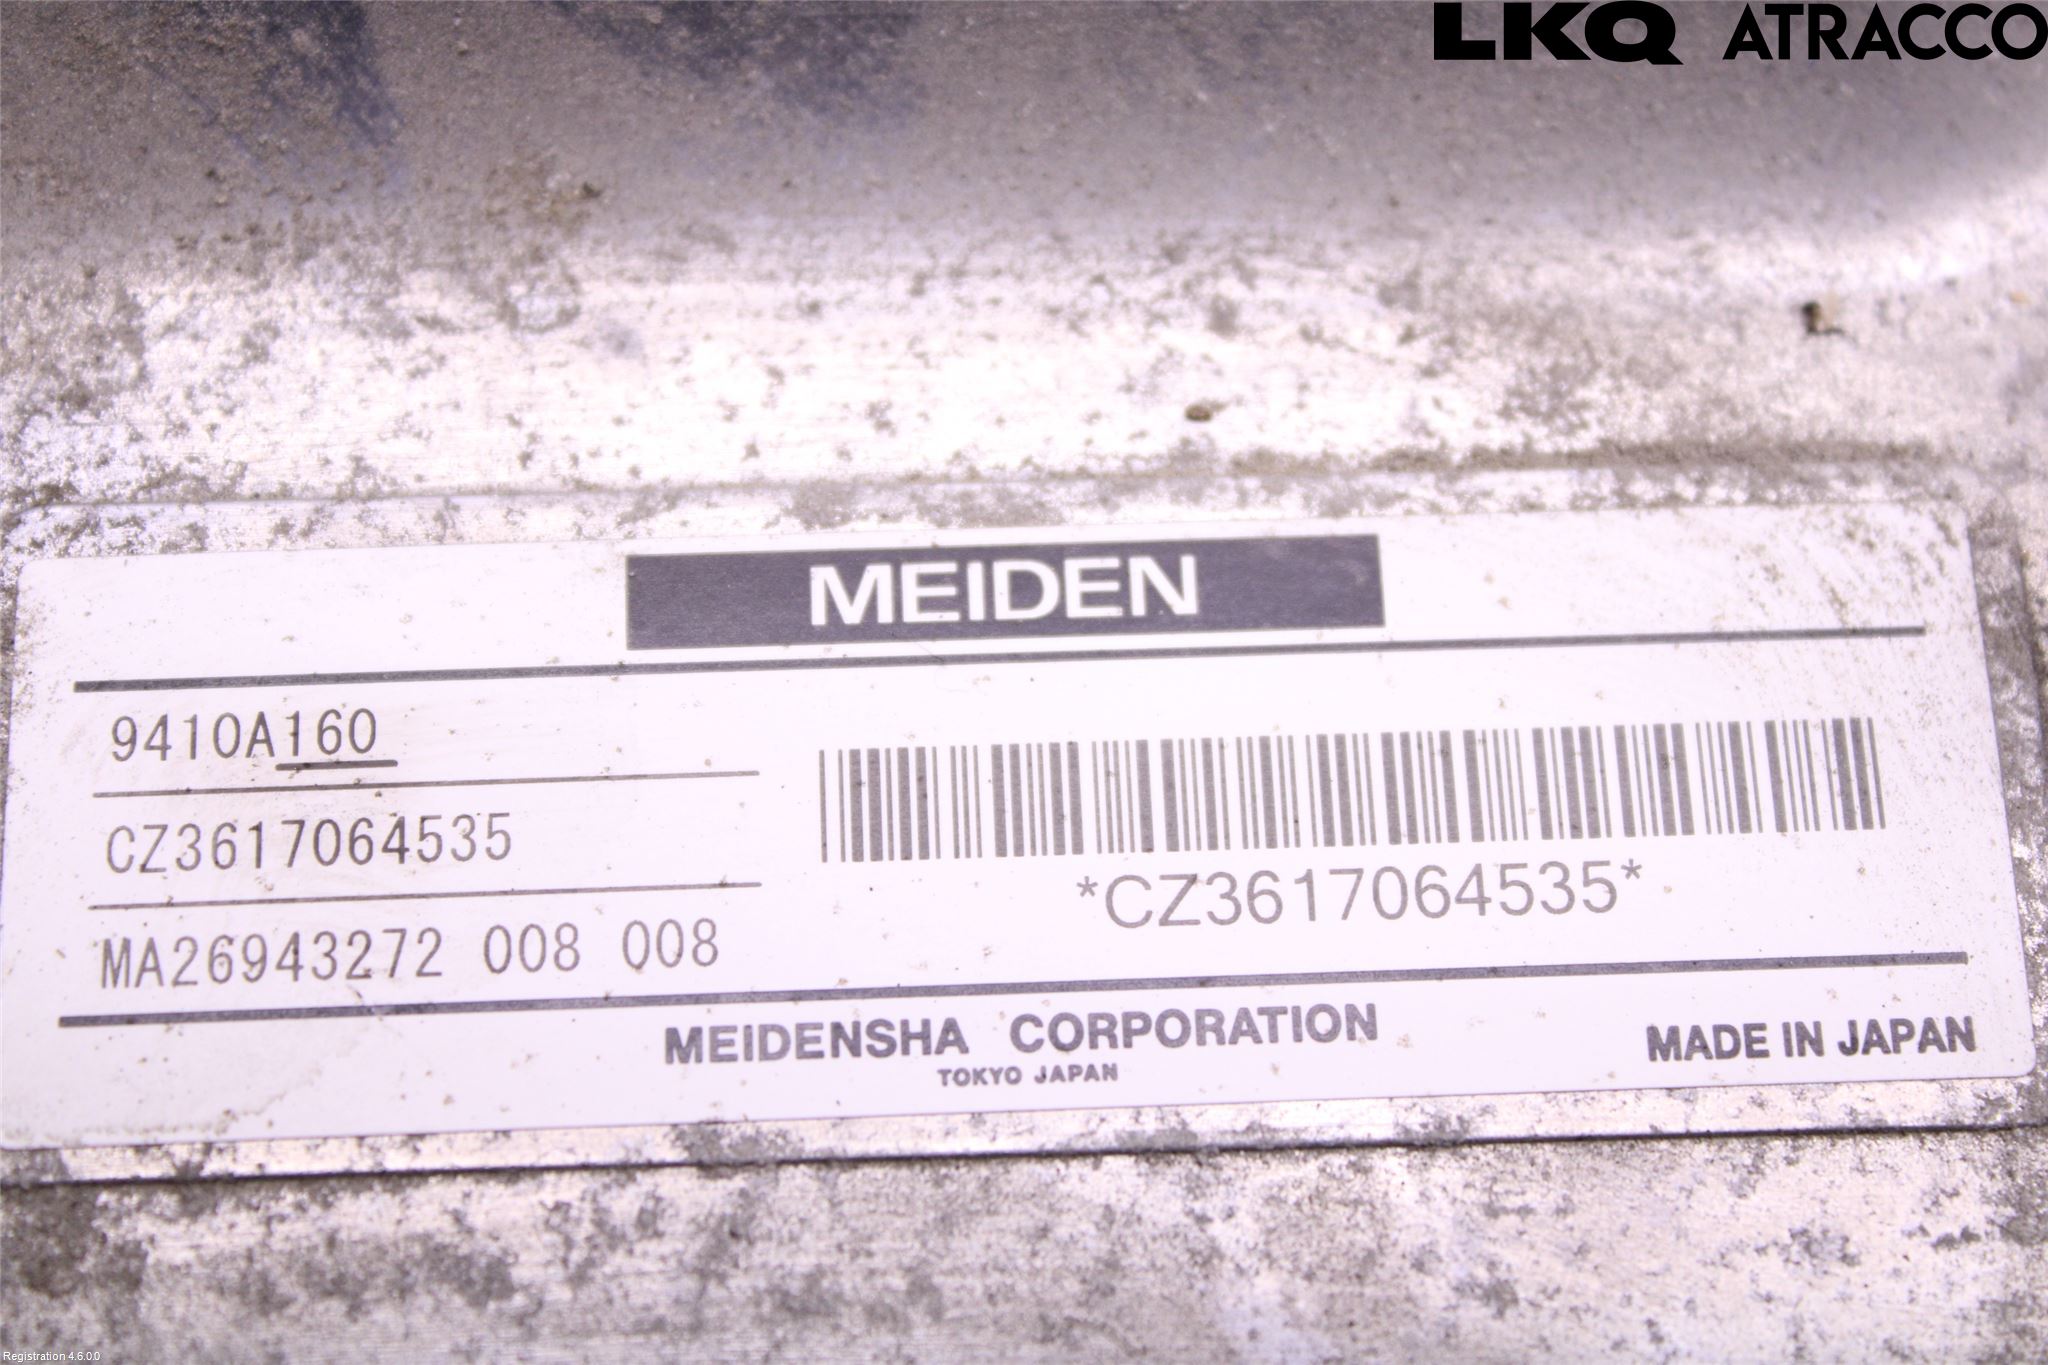 LKQ ATRACCO
MEIDEN
9410A160
CZ3617064535
*CZ3617064535*
MA26943272 008 008
MEIDENSHA CORPORATION
TOKYO JAPAN
MADE IN JAPAN
Registration 4.6.0.0